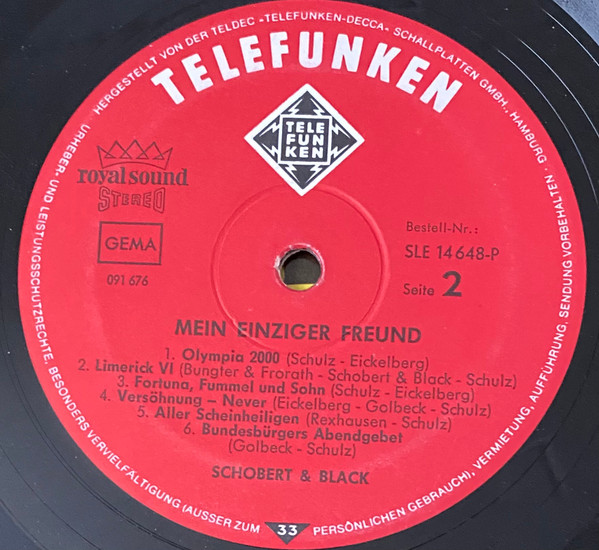 URHEBER- UND LEISTUNGSSCHUTZRECHTE, BESONDERS VERVIELFÄLTIGUNG (AUSSER ZUM PERSÖNLICHEN GEBRAUCH), VERMIETUNG, AUFFÜHRUNG, SENDUNG VORBEHALTEN.
HERGESTELLT VON DER TELDEC »TELEFUNKEN-DECCA« SCHALLPLATTEN GMBH., HAMBURG ·
TELEFUNKEN
TELE
FUN
KEN
royal sound
STEREO
GEMA
091 676
Bestell-Nr.:
SLE 14 648-P
Seite 2
MEIN EINZIGER FREUND
1. Olympia 2000 (Schulz - Eickelberg)
2. Limerick VI (Bungter & Frorath - Schobert & Black - Schulz)
3. Fortuna, Fummel und Sohn (Schulz - Eickelberg)
4. Versöhnung – Never (Eickelberg - Golbeck - Schulz)
5. Aller Scheinheiligen (Rexhausen - Schulz)
6. Bundesbürgers Abendgebet
(Golbeck - Schulz)
SCHOBERT & BLACK
33